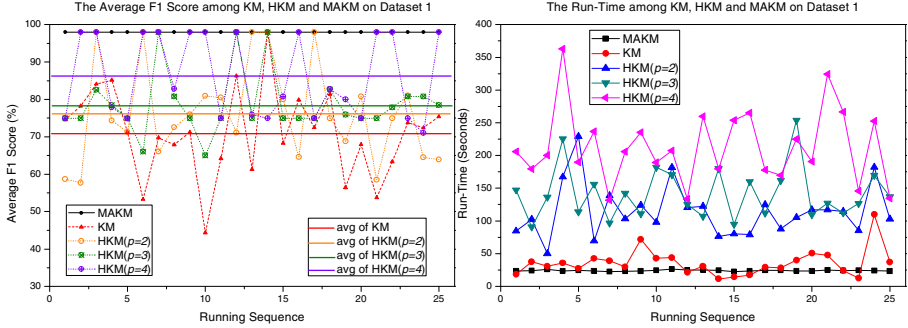 The Average F1 Score among KM, HKM and MAKM on Dataset 1
100
90
80
70
60
50
40
30
Average F1 Score (%)
0
5
10
15
20
25
Running Sequence
MAKM
KM
HKM(p=2)
HKM(p=3)
HKM(p=4)
avg of KM
avg of HKM(p=2)
avg of HKM(p=3)
avg of HKM(p=4)
The Run-Time among KM, HKM and MAKM on Dataset 1
400
350
300
250
200
150
100
50
0
Run-Time (Seconds)
0
5
10
15
20
25
Running Sequence
MAKM
KM
HKM(p=2)
HKM(p=3)
HKM(p=4)